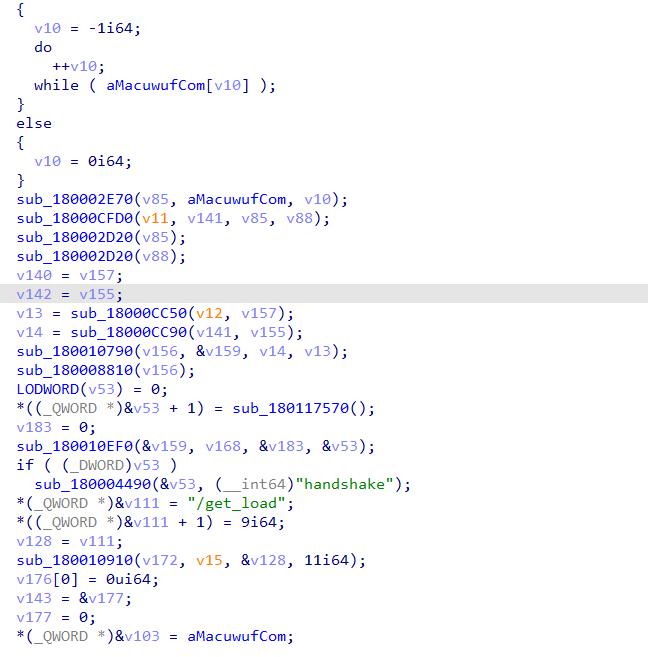 {
v10 = -1i64;
do
++v10;
while ( aMacuwufCom[v10] );
}
else
{
v10 = 0i64;
}
sub_180002E70(v85, aMacuwufCom, v10);
sub_18000CFD0(v11, v141, v85, v88);
sub_180002D20(v85);
sub_180002D20(v88);
v140 = v157;
v142 = v155;
v13 = sub_18000CC50(v12, v157);
v14 = sub_18000CC90(v141, v155);
sub_180010790(v156, &v159, v14, v13);
sub_180008810(v156);
LODWORD(v53) = 0;
*((_QWORD *)&v53 + 1) = sub_180117570();
v183 = 0;
sub_180010EF0(&v159, v168, &v183, &v53);
if ( (_DWORD)v53 )
sub_180004490(&v53, (__int64)"handshake");
*(_QWORD *)&v111 = "/get_load";
*((_QWORD *)&v111 + 1) = 9i64;
v128 = v111;
sub_180010910(v172, v15, &v128, 11i64);
v176[0] = 0ui64;
v143 = &v177;
v177 = 0;
*(_QWORD *)&v103 = aMacuwufCom;